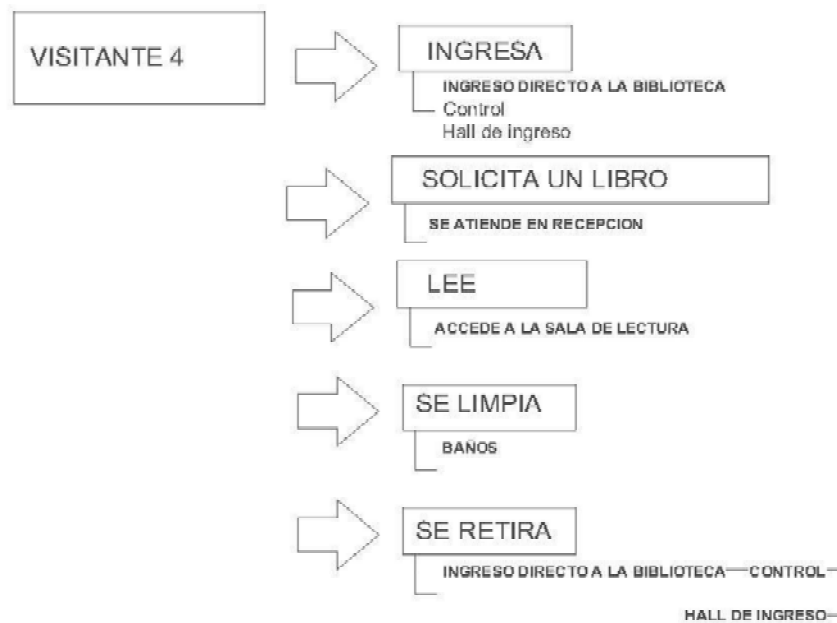 VISITANTE 4
INGRESA
INGRESO DIRECTO A LA BIBLIOTECA
Control
Hall de ingreso
SOLICITA UN LIBRO
SE ATIENDE EN RECEPCION
LEE
ACCEDE A LA SALA DE LECTURA
SE LIMPIA
BAÑOS
SE RETIRA
INGRESO DIRECTO A LA BIBLIOTECA — CONTROL
HALL DE INGRESO